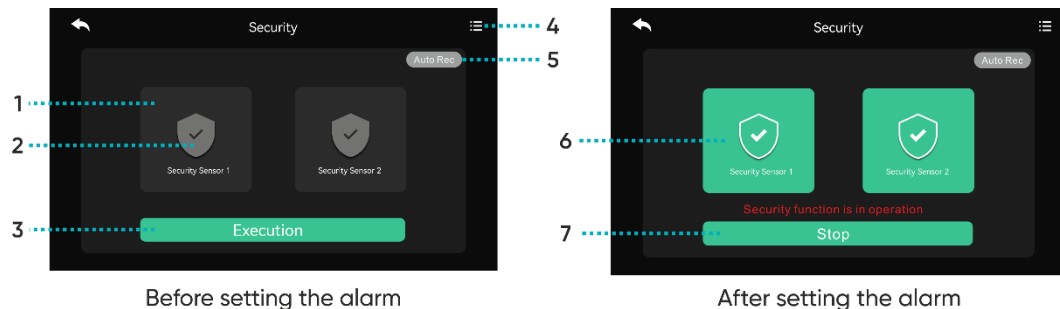 Security
4
Auto Rec
5
1
2
Security Sensor 1
Security Sensor 2
3
Execution
Before setting the alarm
Security
Auto Rec
6
Security Sensor 1
Security Sensor 2
Security function is in operation
7
Stop
After setting the alarm